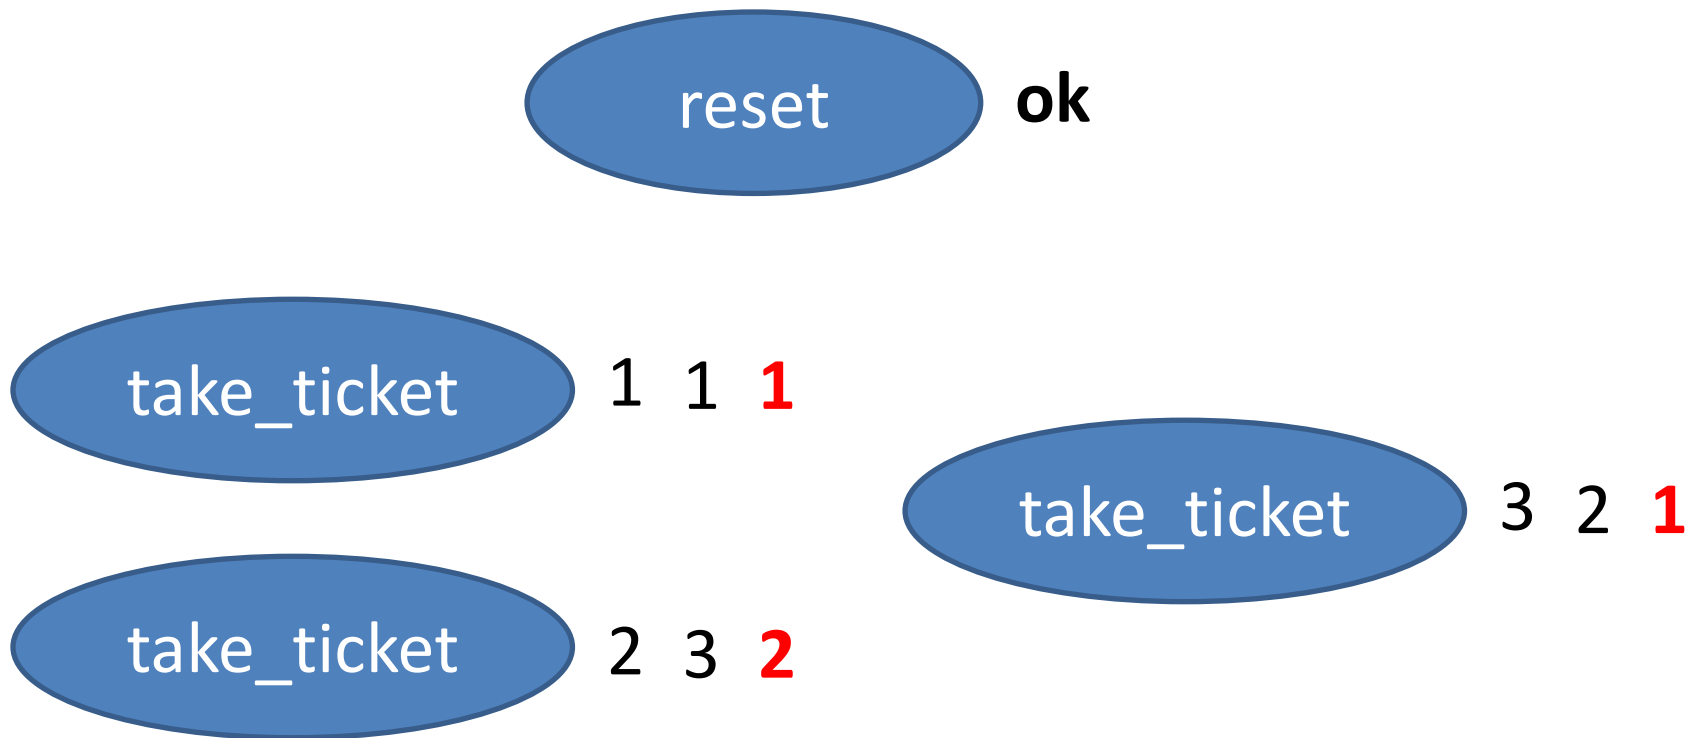 reset ok
take_ticket 1 1 1
take_ticket 3 2 1
take_ticket 2 3 2